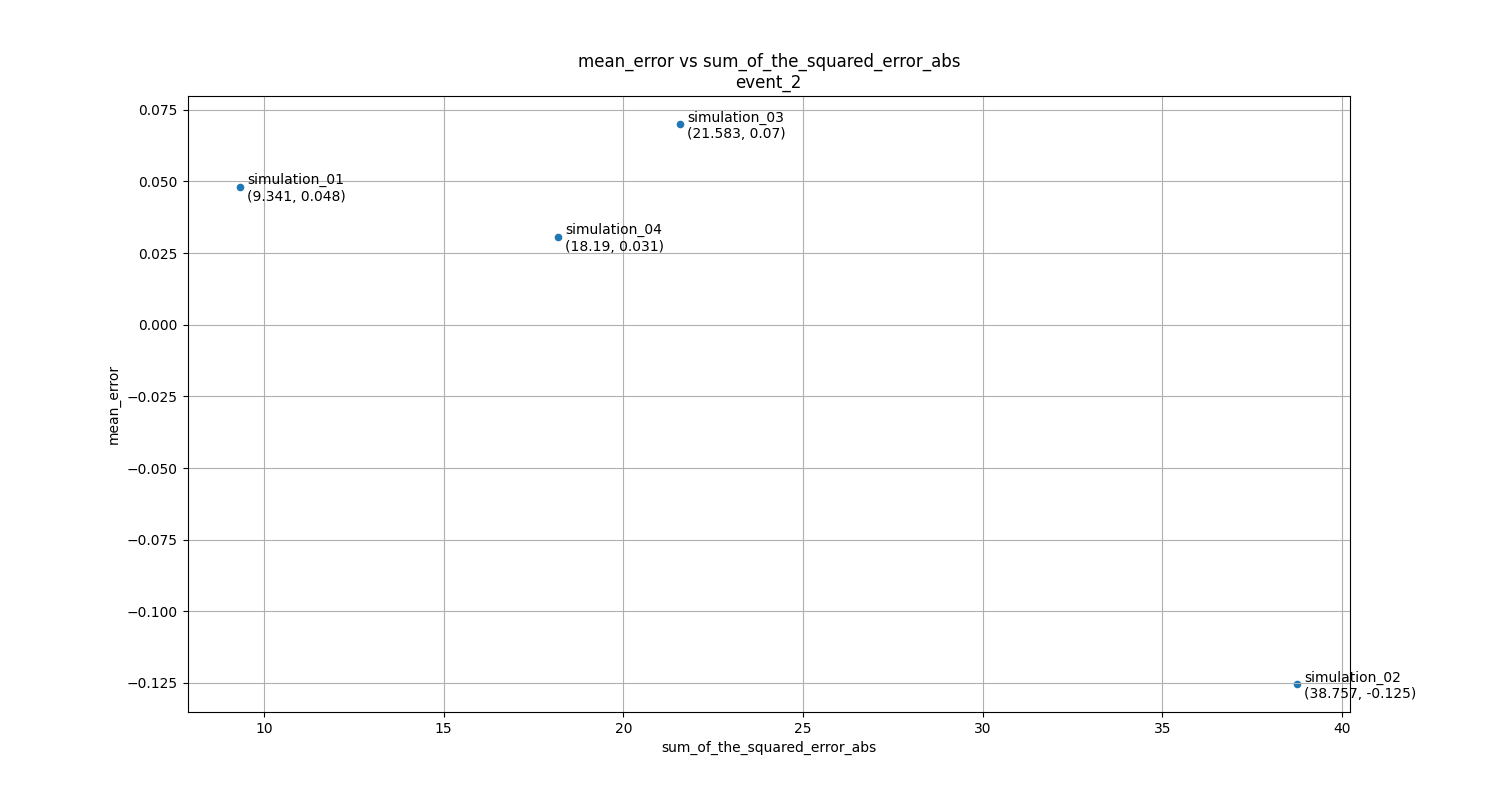 mean_error vs sum_of_the_squared_error_abs
event_2
0.075
0.050
0.025
0.000
−0.025
−0.050
−0.075
−0.100
−0.125
mean_error
simulation_03
(21.583, 0.07)
simulation_01
(9.341, 0.048)
simulation_04
(18.19, 0.031)
simulation_02
(38.757, -0.125)
10
15
20
25
30
35
40
sum_of_the_squared_error_abs